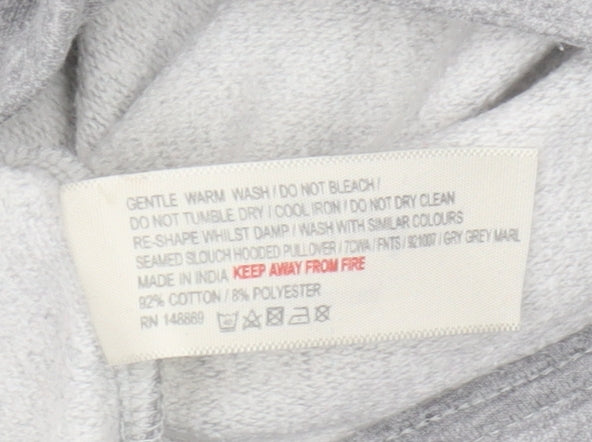 GENTLE WARM WASH / DO NOT BLEACH /
DO NOT TUMBLE DRY / COOL IRON / DO NOT DRY CLEAN
RE-SHAPE WHILST DAMP / WASH WITH SIMILAR COLOURS
SEAMED SLOUCH HOODED PULLOVER / 7CWA / FNTS / 921007 / GRY GREY MARL
MADE IN INDIA KEEP AWAY FROM FIRE
92% COTTON / 8% POLYESTER
RN 148869